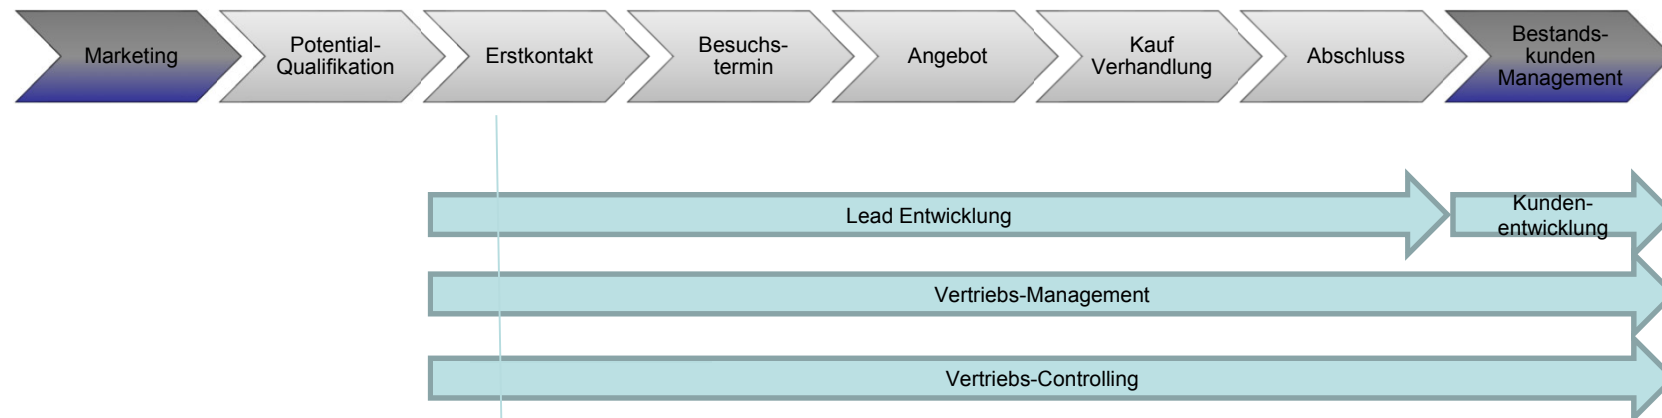 Marketing
Potential-
Qualifikation
Erstkontakt
Besuchs-
termin
Angebot
Kauf
Verhandlung
Abschluss
Bestands-
kunden
Management
Lead Entwicklung
Kunden-
entwicklung
Vertriebs-Management
Vertriebs-Controlling